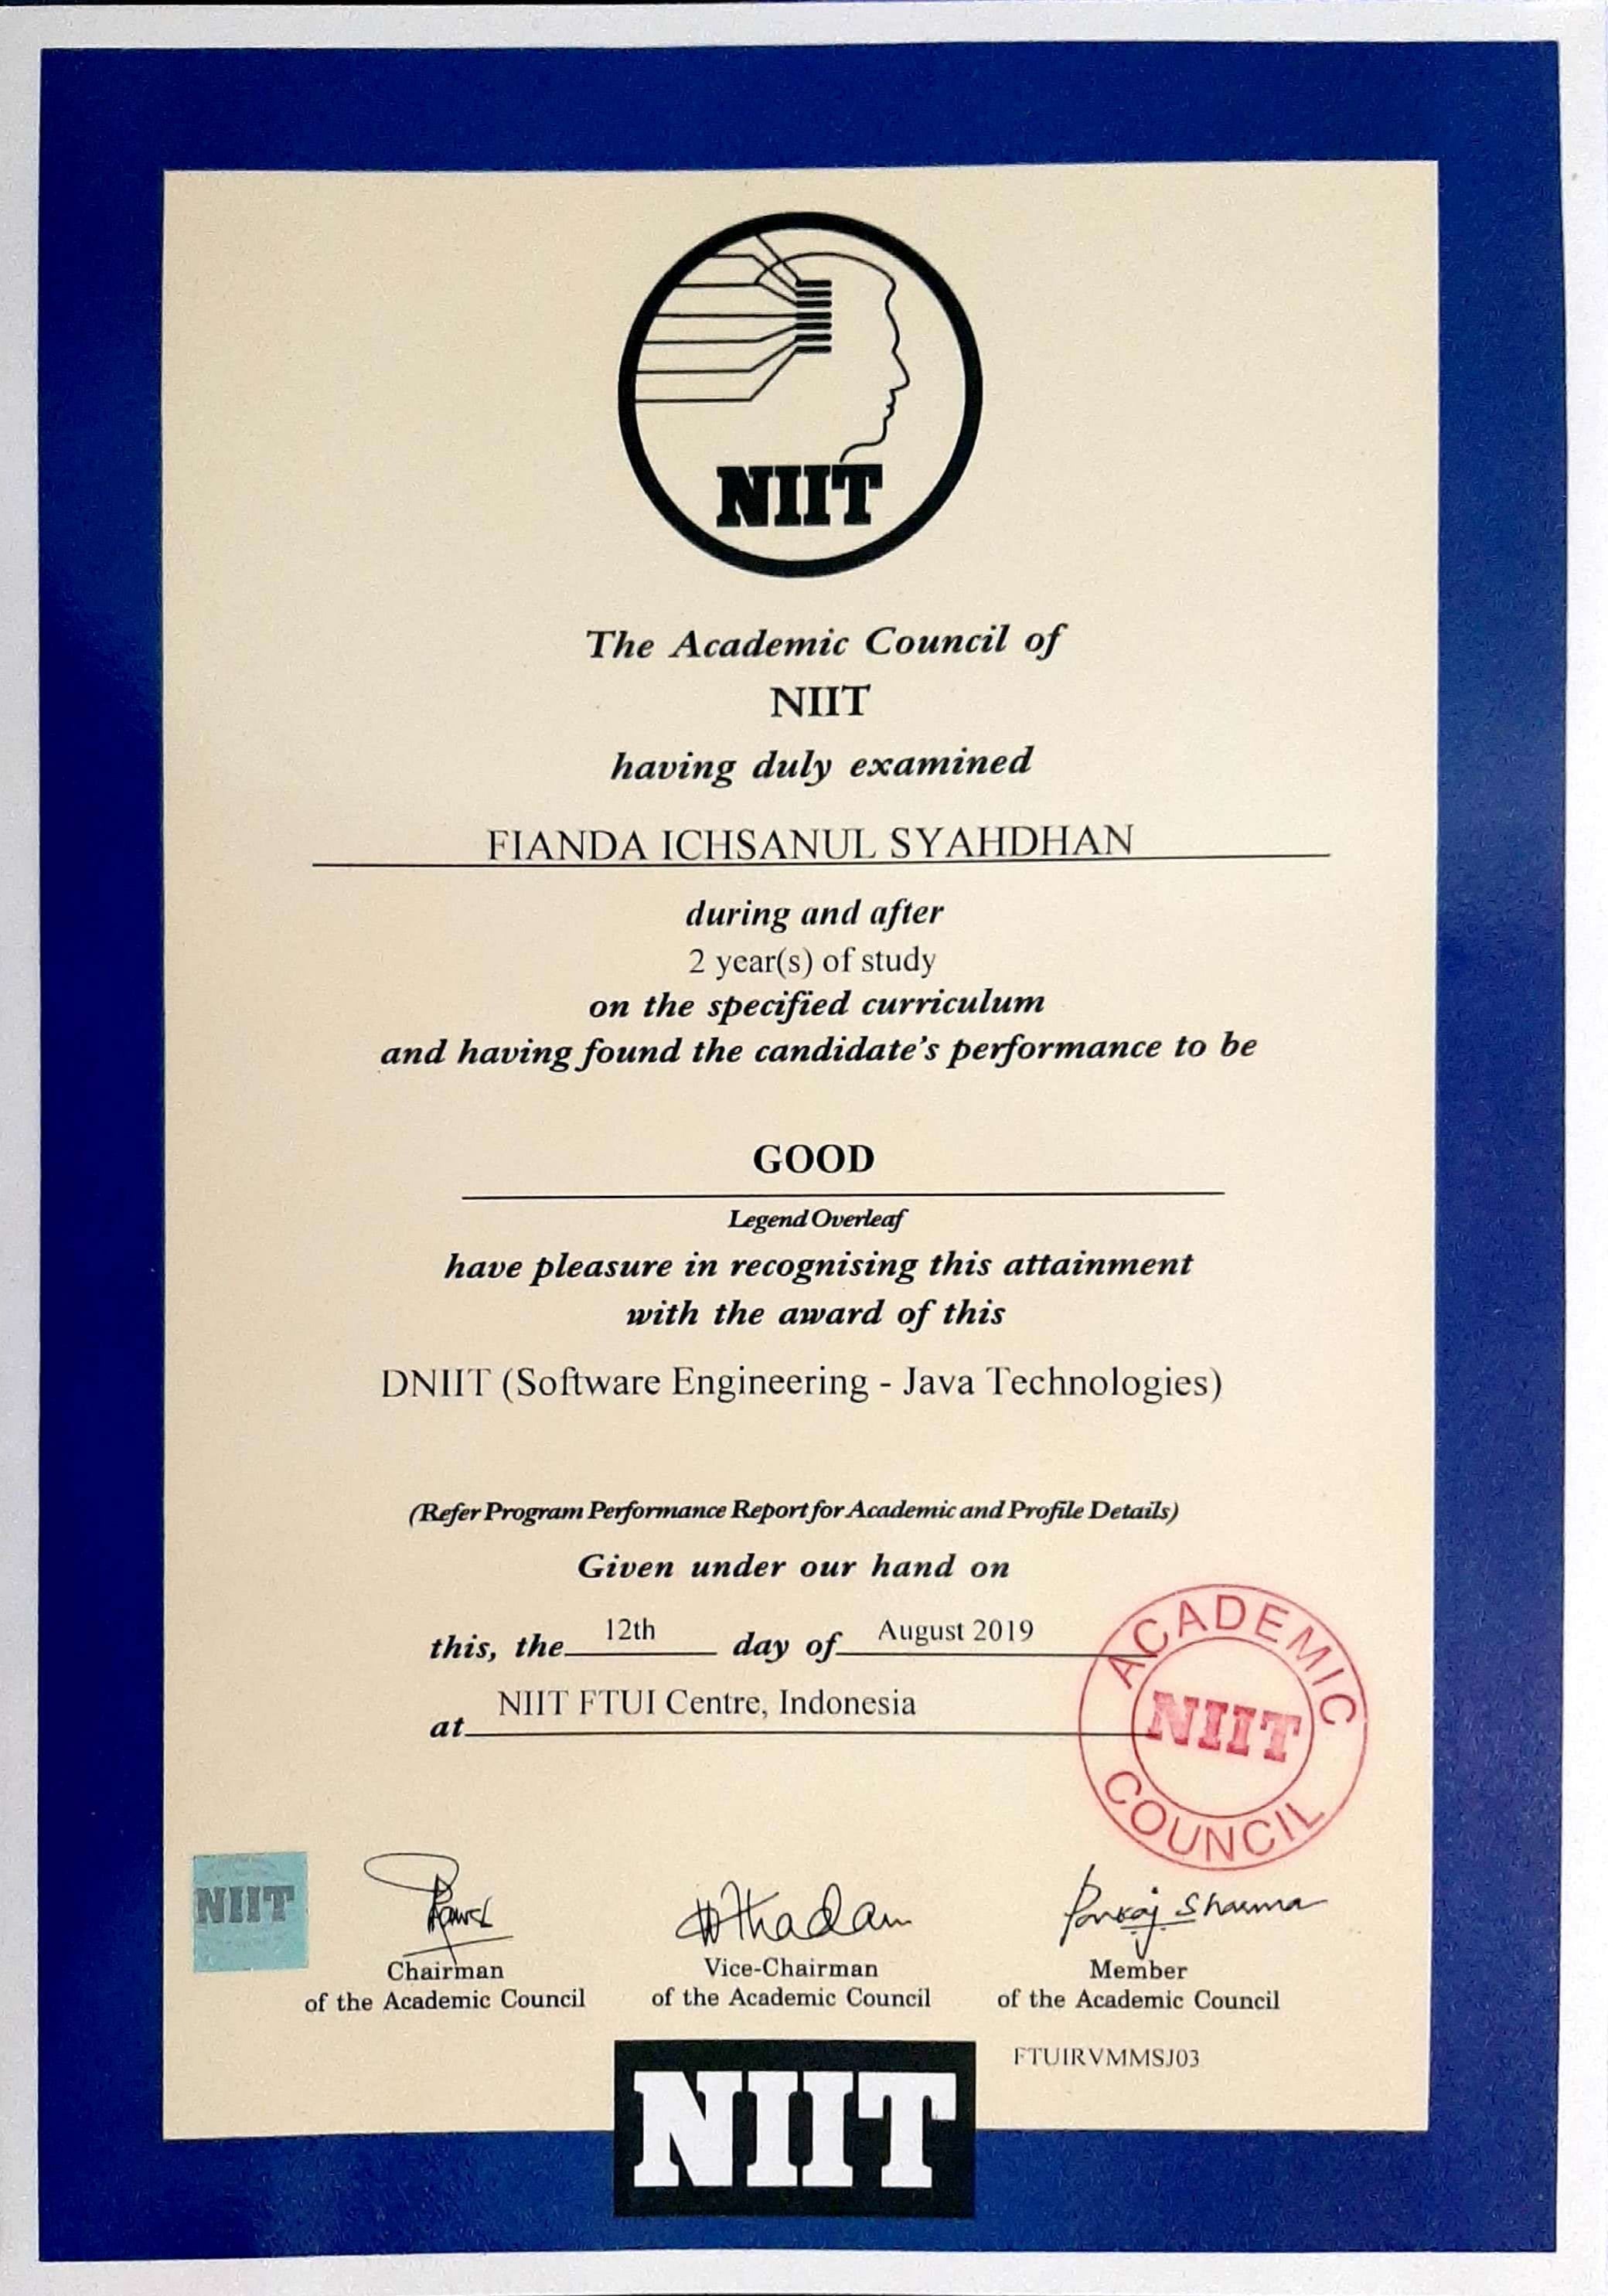 NIIT
The Academic Council of
NIIT
having duly examined
FIANDA ICHSANUL SYAHDHAN
during and after
2 year(s) of study
on the specified curriculum
and having found the candidate's performance to be
GOOD
Legend Overleaf
have pleasure in recognising this attainment
with the award of this
DNIIT (Software Engineering - Java Technologies)
(Refer Program Performance Report for Academic and Profile Details)
Given under our hand on
this, the 12th day of August 2019
at NIIT FTUI Centre, Indonesia
ACADEMIC
NIIT
COUNCIL
NIIT
Pankaj Sharma
Chairman Vice-Chairman Member
of the Academic Council of the Academic Council of the Academic Council
FTUIRVMMSJ03
NIIT